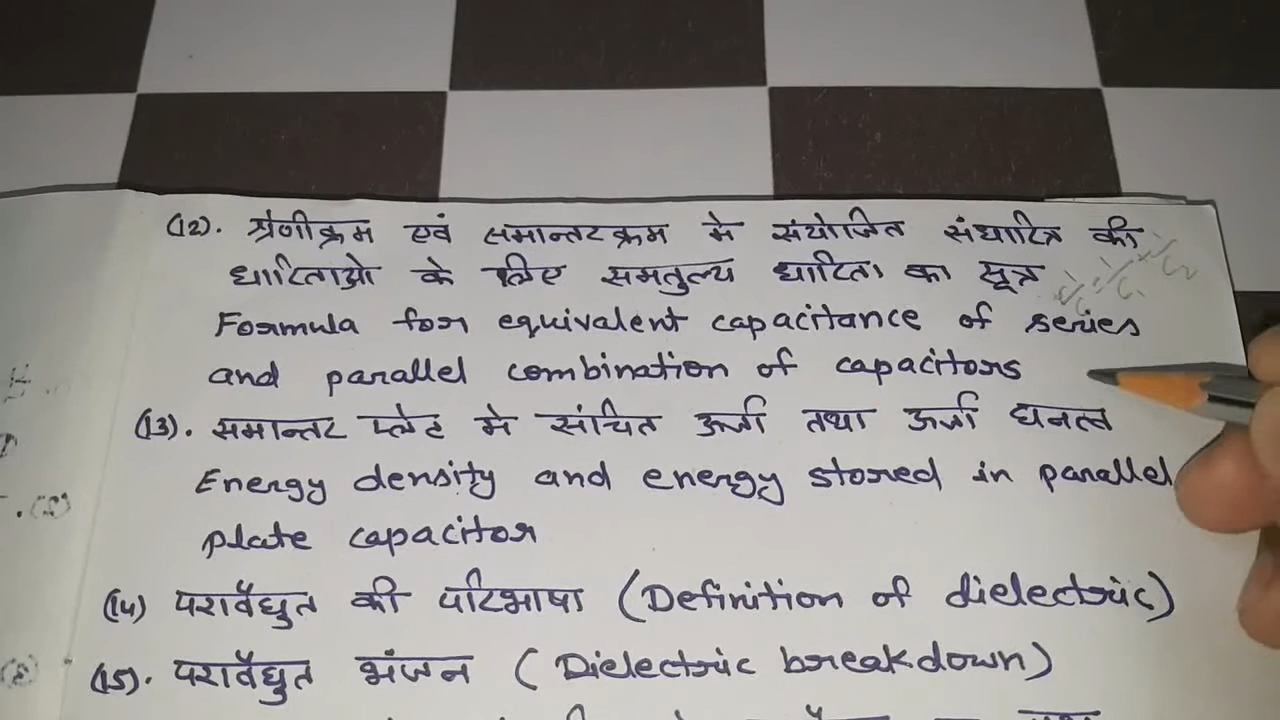 (12). श्रेणीक्रम एवं समान्तरक्रम मे संयोजित संधारित्र की
धारिताओ के लिए समतुल्य धारिता का सूत्र
Formula for equivalent capacitance of series
and parallel combination of capacitors
(13). समान्तर प्लेट मे संचित ऊर्जा तथा ऊर्जा घनत्व
Energy density and energy stored in parallel
plate capacitor
(14) परावैधुत की परिभाषा (Definition of dielectric)
(15). परावैधुत भंजन (Dielectric breakdown)